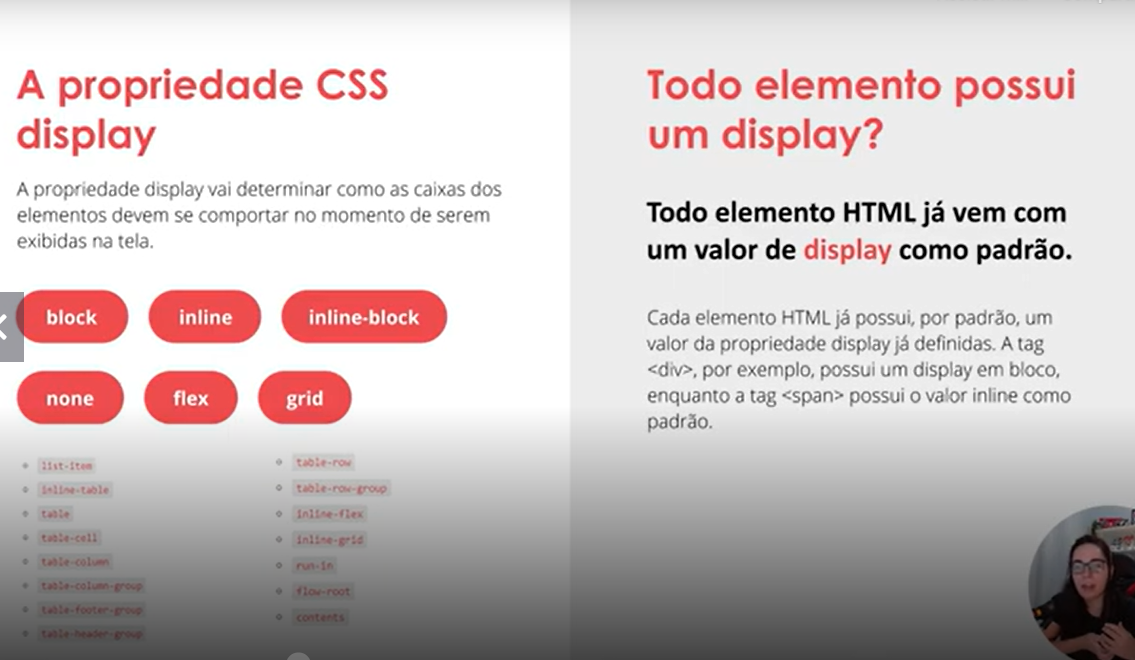 A propriedade CSS
display
A propriedade display vai determinar como as caixas dos
elementos devem se comportar no momento de serem
exibidas na tela.
block
inline
inline-block
none
flex
grid
list-item
inline-table
table
table-cell
table-column
table-column-group
table-footer-group
table-header-group
table-row
table-row-group
inline-flex
inline-grid
run-in
flow-root
contents
Todo elemento possui
um display?
Todo elemento HTML já vem com
um valor de display como padrão.
Cada elemento HTML já possui, por padrão, um
valor da propriedade display já definidas. A tag
<div>, por exemplo, possui um display em bloco,
enquanto a tag <span> possui o valor inline como
padrão.